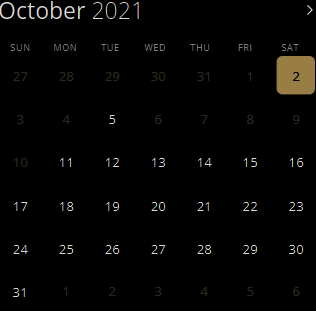 October 2021
SUN MON TUE WED THU FRI SAT
27 28 29 30 31 1 2
3 4 5 6 7 8 9
10 11 12 13 14 15 16
17 18 19 20 21 22 23
24 25 26 27 28 29 30
31 1 2 3 4 5 6